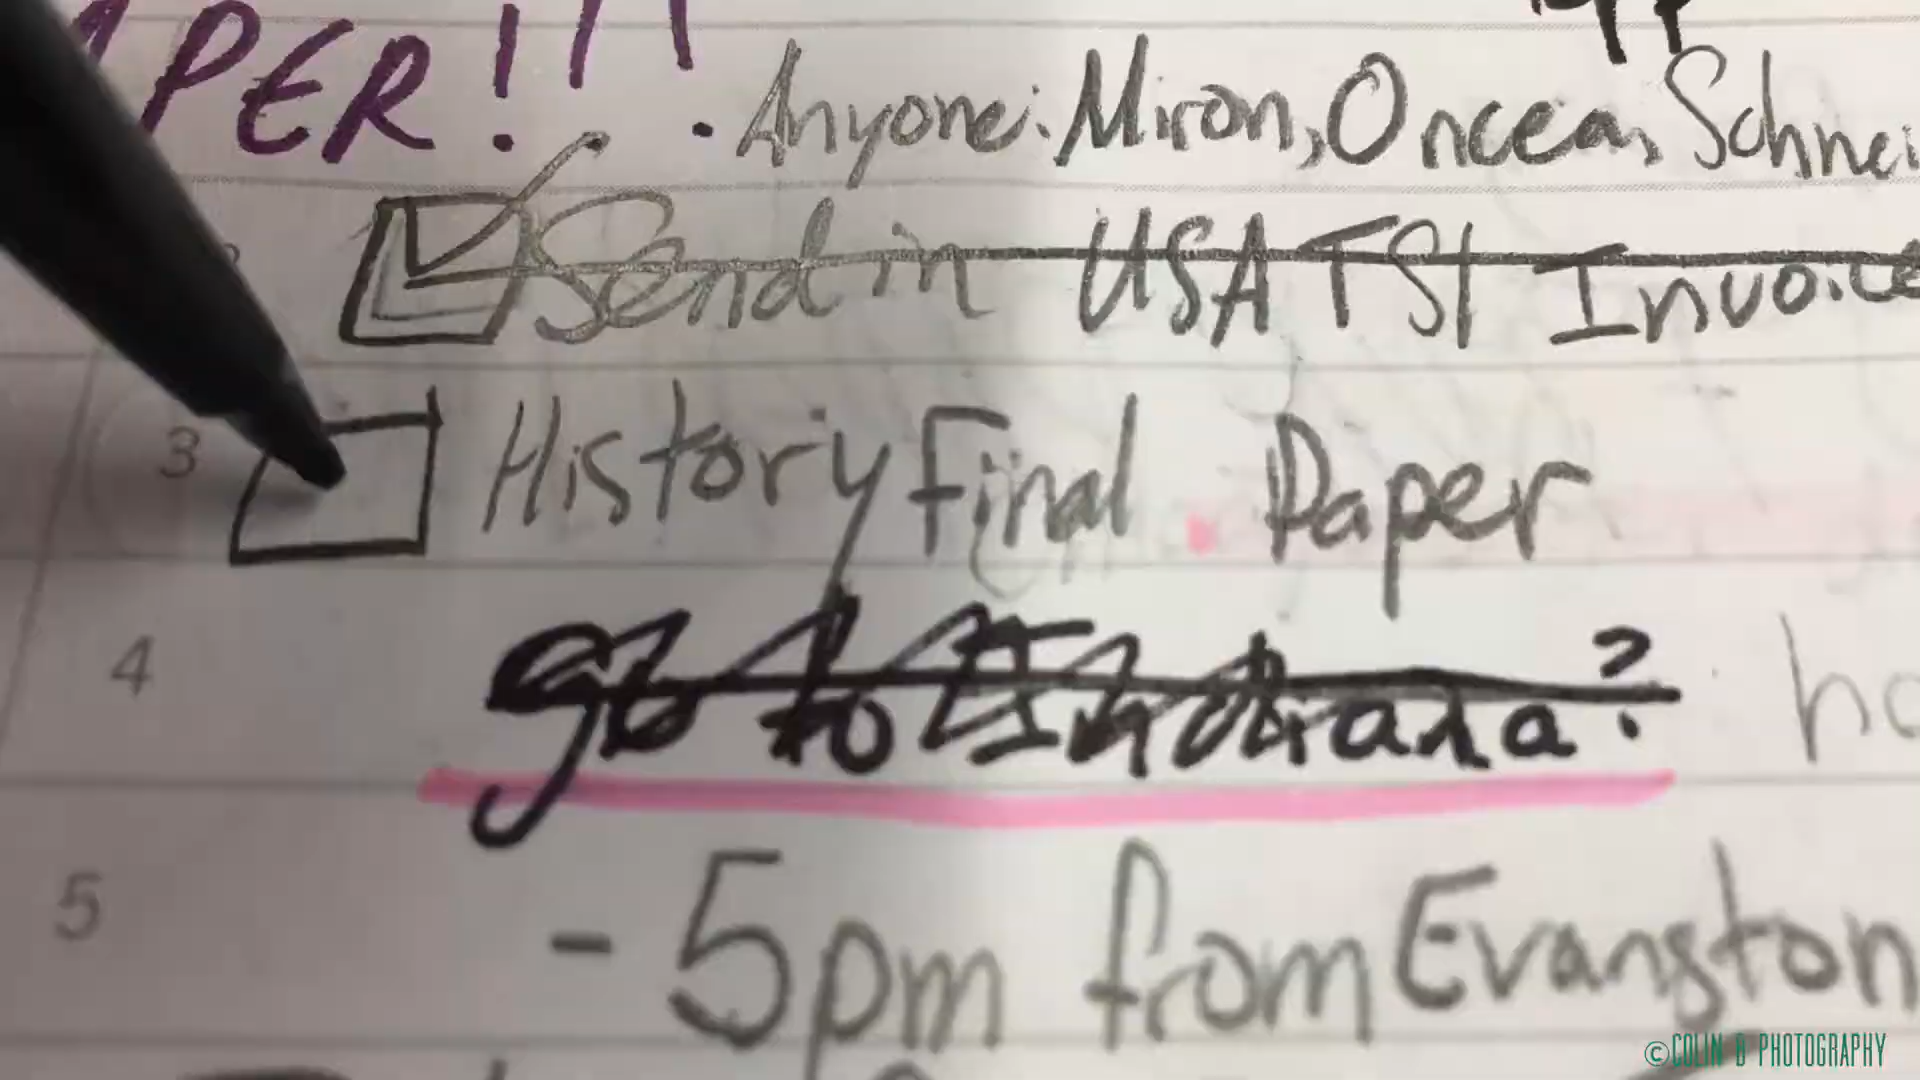 PER!!!
. Anyone: Miron, Oncea, Schnei
Send in USATSI Invoice
3 History Final Paper
4 go to Indiana?
5 - 5pm from Evanston
©COLIN B PHOTOGRAPHY